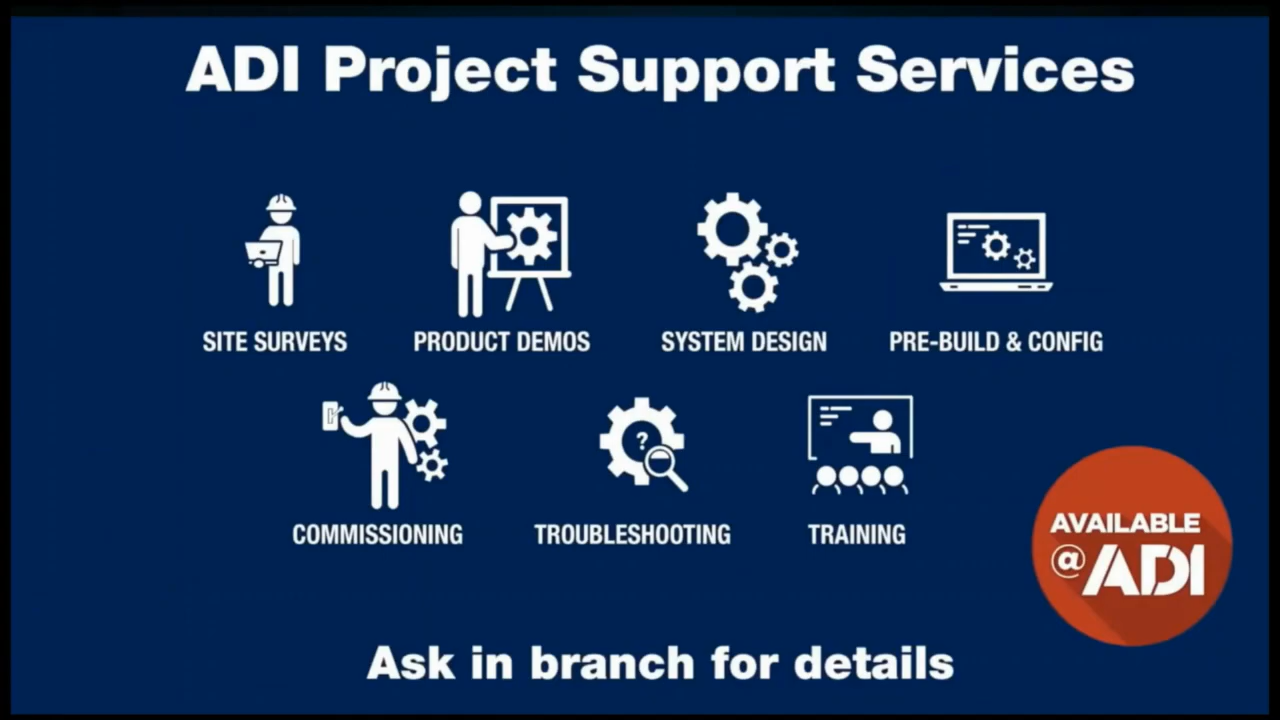 ADI Project Support Services
SITE SURVEYS
PRODUCT DEMOS
SYSTEM DESIGN
PRE-BUILD & CONFIG
?
COMMISSIONING
TROUBLESHOOTING
TRAINING
AVAILABLE
@ADI
Ask in branch for details